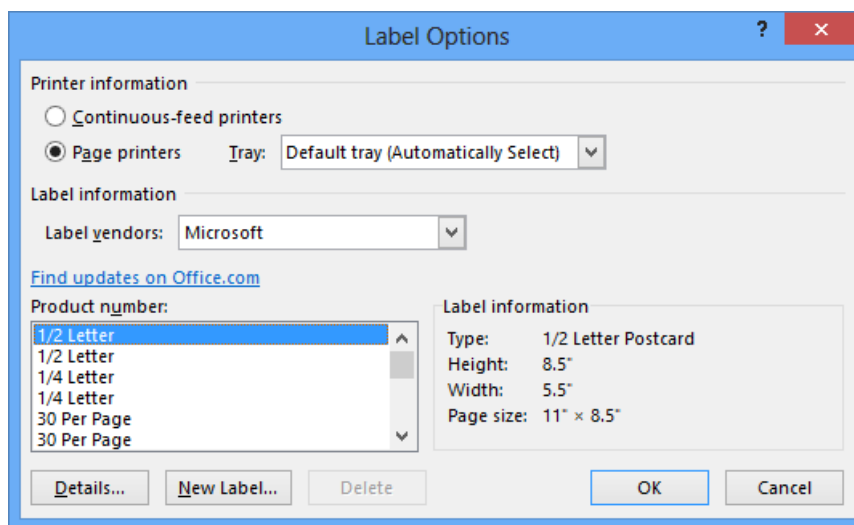 Label Options
?
Printer information
Continuous-feed printers
Page printers Tray: Default tray (Automatically Select)
Label information
Label vendors: Microsoft
Find updates on Office.com
Product number:
1/2 Letter
1/2 Letter
1/4 Letter
1/4 Letter
30 Per Page
30 Per Page
Label information
Type: 1/2 Letter Postcard
Height: 8.5"
Width: 5.5"
Page size: 11" × 8.5"
Details... New Label... Delete OK Cancel